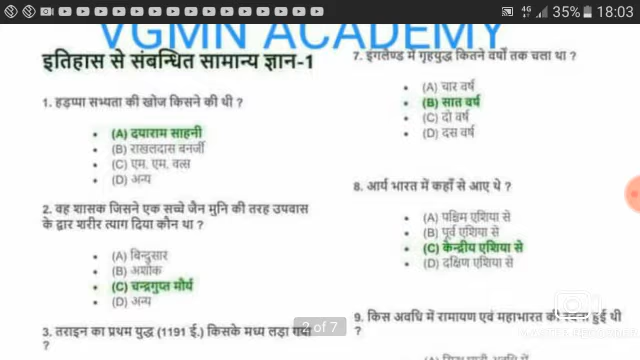 4G 35% 18:03
VGMN ACADEMY
इतिहास से संबन्धित सामान्य ज्ञान-1
1. हड़प्पा सभ्यता की खोज किसने की थी ?
(A) दयाराम साहनी
(B) राखलदास बनर्जी
(C) एम. एम. वत्स
(D) अन्य
2. वह शासक जिसने एक सच्चे जैन मुनि की तरह उपवास
के द्वार शरीर त्याग दिया कौन था ?
(A) बिन्दुसार
(B) अशोक
(C) चन्द्रगुप्त मौर्य
(D) अन्य
3. तराइन का प्रथम युद्ध (1191 ई.) किसके मध्य लड़ा गया
?
2 of 7
7. इंगलैण्ड में गृहयुद्ध कितने वर्षों तक चला था ?
(A) चार वर्ष
(B) सात वर्ष
(C) दो वर्ष
(D) दस वर्ष
8. आर्य भारत में कहाँ से आए थे ?
(A) पश्चिम एशिया से
(B) पूर्व एशिया से
(C) केन्द्रीय एशिया से
(D) दक्षिण एशिया से
9. किस अवधि में रामायण एवं महाभारत की हुई थी
?